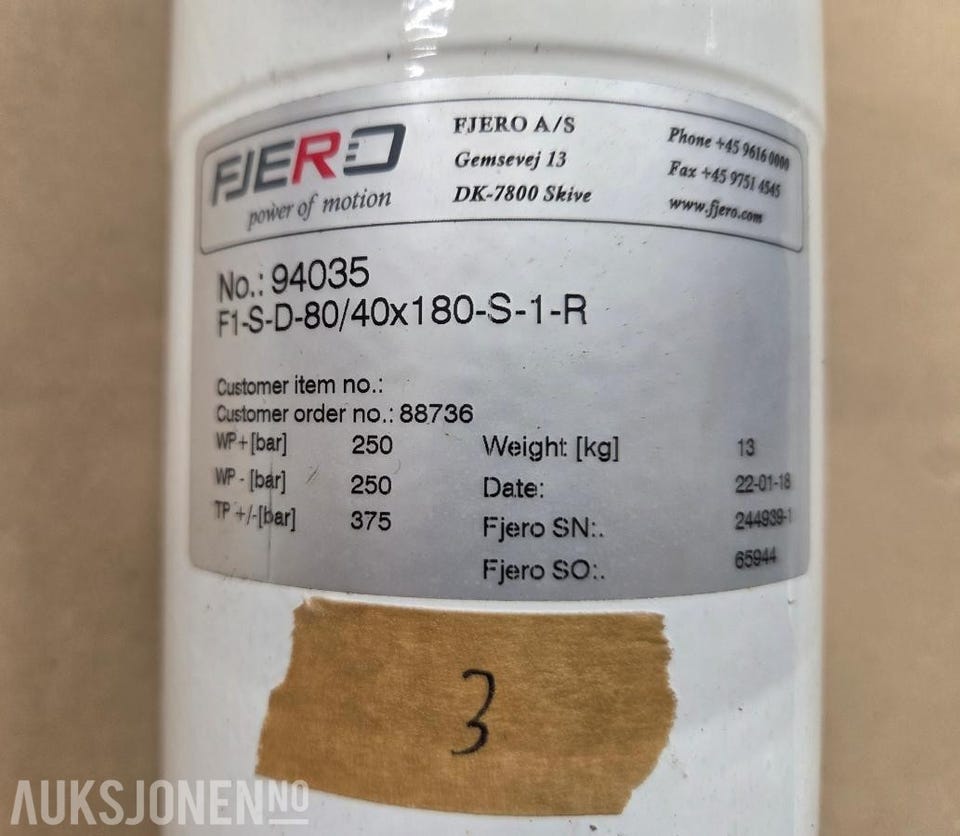 FJERO
power of motion
FJERO A/S
Gemsevej 13
DK-7800 Skive
Phone +45 9616 0000
Fax +45 9751 4545
www.fjero.com
No.: 94035
F1-S-D-80/40x180-S-1-R
Customer item no.:
Customer order no.: 88736
WP+[bar] 250 Weight [kg] 13
WP - [bar] 250 Date: 22-01-18
TP +/-[bar] 375 Fjero SN:. 244939-1
Fjero SO:. 65944
3
AUKSJONEN NO